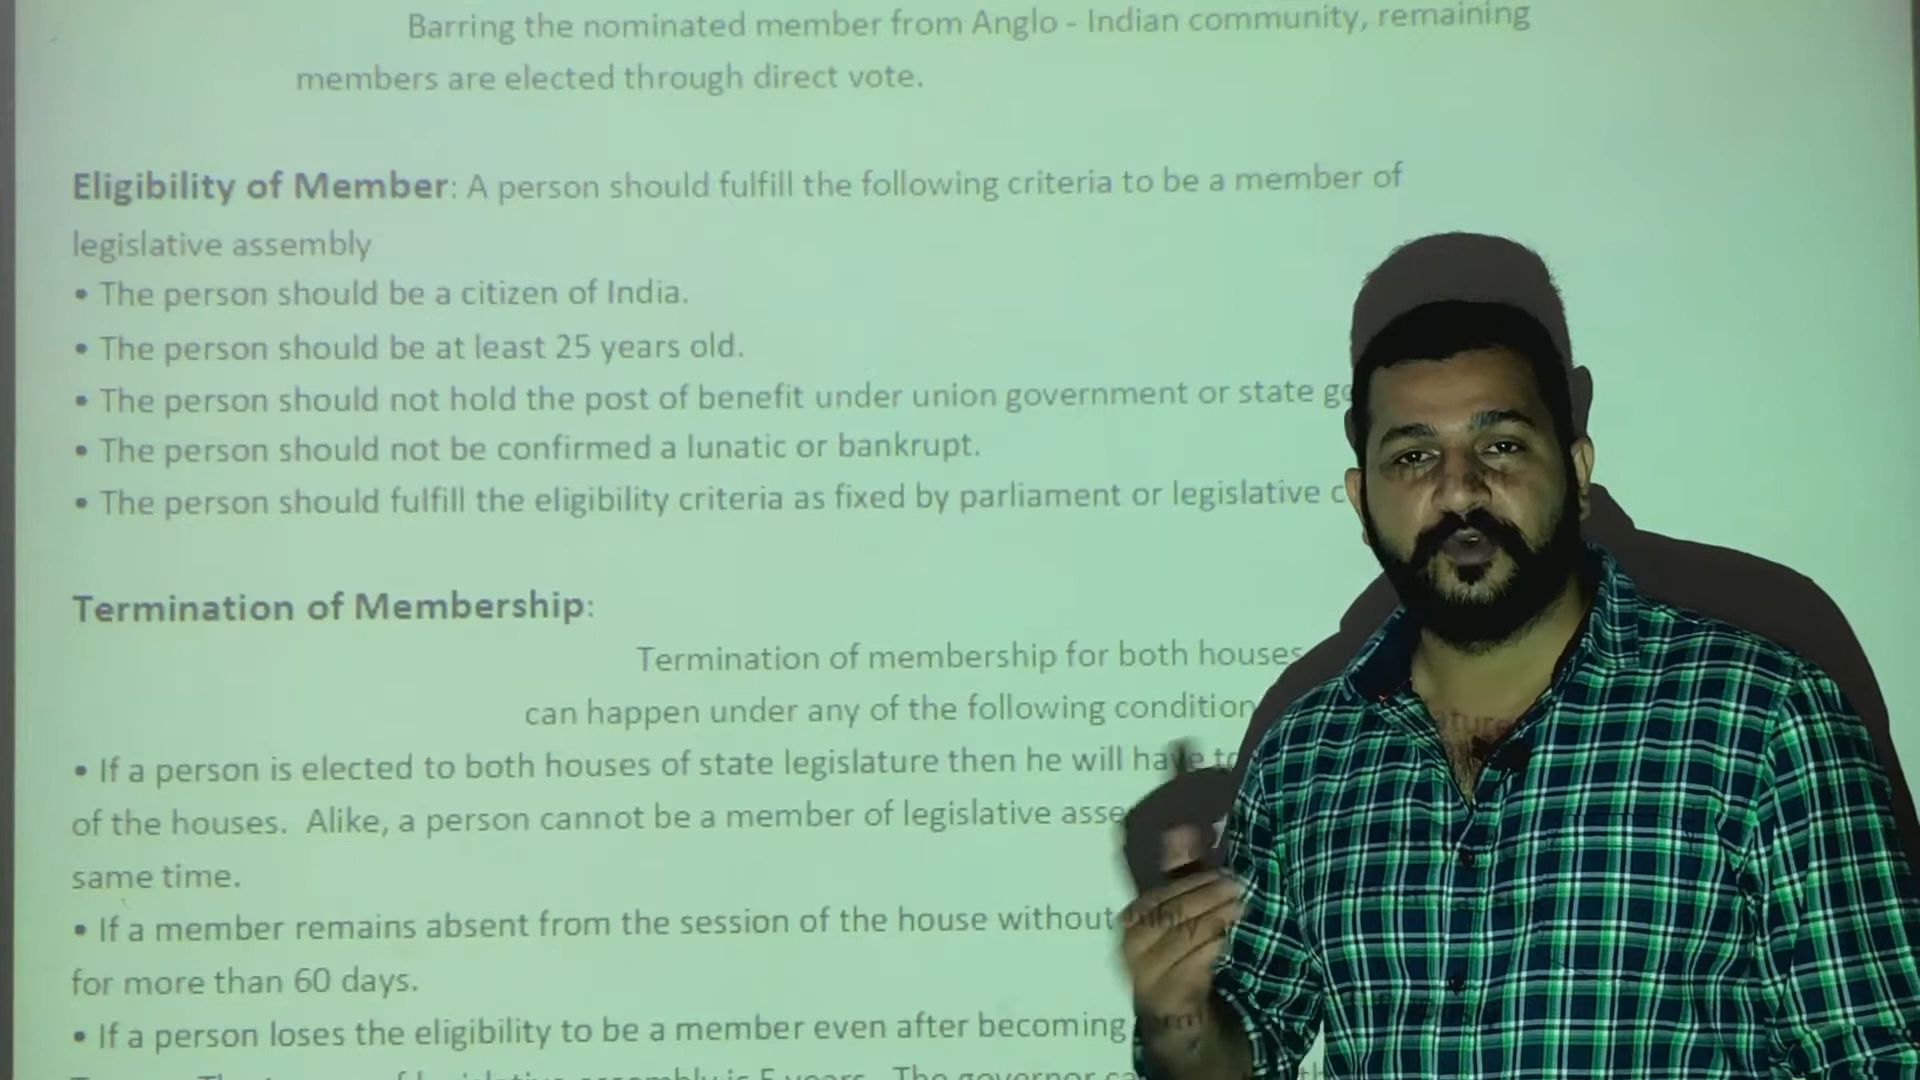 Barring the nominated member from Anglo - Indian community, remaining
members are elected through direct vote.
Eligibility of Member: A person should fulfill the following criteria to be a member of
legislative assembly
• The person should be a citizen of India.
• The person should be at least 25 years old.
• The person should not hold the post of benefit under union government or state
• The person should not be confirmed a lunatic or bankrupt.
• The person should fulfill the eligibility criteria as fixed by parliament or legislative
Termination of Membership:
Termination of membership for both houses
can happen under any of the following condition
• If a person is elected to both houses of state legislature then he will have to
of the houses. Alike, a person cannot be a member of legislative
same time.
• If a member remains absent from the session of the house without
for more than 60 days.
• If a person loses the eligibility to be a member even after becoming
is 5 years. The governor